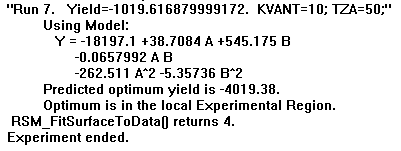 "Run 7.   Yield=-1019.616879999172.  KVANT=10; TZA=50;"
Using Model:
Y = -18197.1 +38.7084 A +545.175 B
-0.0657992 A B
-262.511 A^2 -5.35736 B^2
Predicted optimum yield is -4019.38.
Optimum is in the local Experimental Region.
RSM_FitSurfaceToData() returns 4.
Experiment ended.